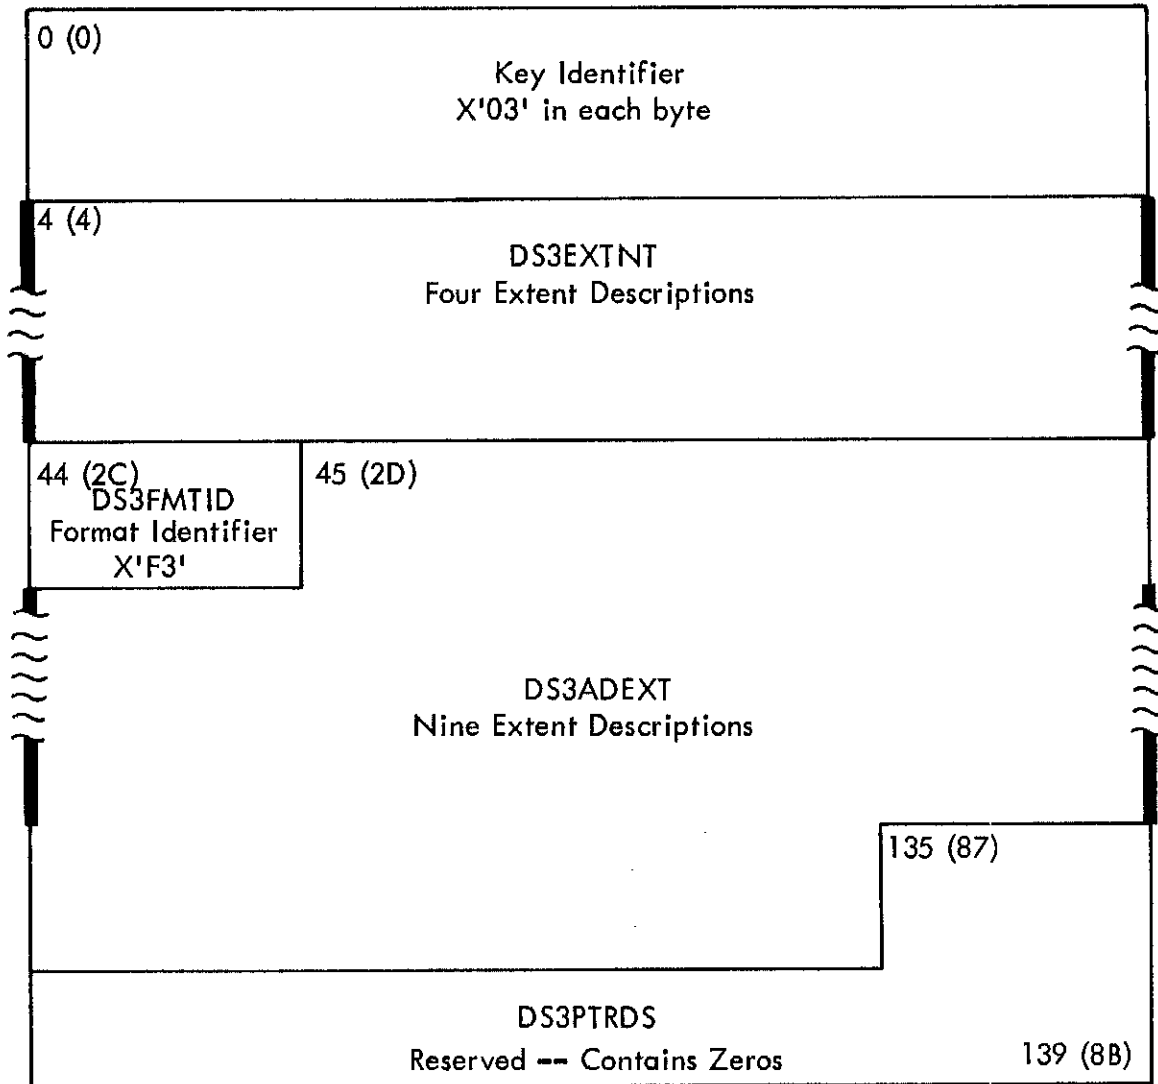 0 (0)
Key Identifier
X'03' in each byte
4 (4)
DS3EXTNT
Four Extent Descriptions
44 (2C)
DS3FMTID
Format Identifier
X'F3'
45 (2D)
DS3ADEXT
Nine Extent Descriptions
135 (87)
DS3PTRDS
Reserved -- Contains Zeros
139 (8B)